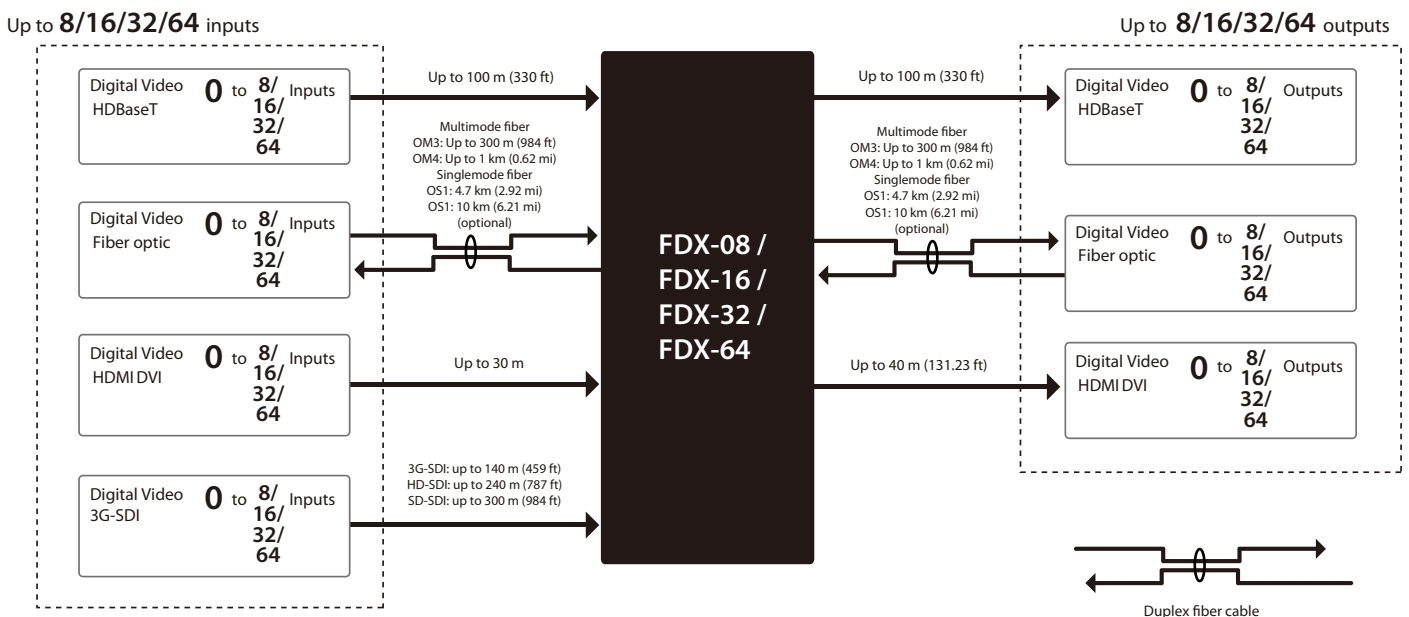 Up to 8/16/32/64 inputs
Digital Video
HDBaseT
0 to 8/
16/
32/
64
Inputs
Digital Video
Fiber optic
0 to 8/
16/
32/
64
Inputs
Digital Video
HDMI DVI
0 to 8/
16/
32/
64
Inputs
Digital Video
3G-SDI
0 to 8/
16/
32/
64
Inputs
Up to 100 m (330 ft)
Multimode fiber
OM3: Up to 300 m (984 ft)
OM4: Up to 1 km (0.62 mi)
Singlemode fiber
OS1: 4.7 km (2.92 mi)
OS1: 10 km (6.21 mi)
(optional)
Up to 30 m
3G-SDI: up to 140 m (459 ft)
HD-SDI: up to 240 m (787 ft)
SD-SDI: up to 300 m (984 ft)
FDX-08 /
FDX-16 /
FDX-32 /
FDX-64
Up to 100 m (330 ft)
Multimode fiber
OM3: Up to 300 m (984 ft)
OM4: Up to 1 km (0.62 mi)
Singlemode fiber
OS1: 4.7 km (2.92 mi)
OS1: 10 km (6.21 mi)
(optional)
Up to 40 m (131.23 ft)
Up to 8/16/32/64 outputs
Digital Video
HDBaseT
0 to 8/
16/
32/
64
Outputs
Digital Video
Fiber optic
0 to 8/
16/
32/
64
Outputs
Digital Video
HDMI DVI
0 to 8/
16/
32/
64
Outputs
Duplex fiber cable